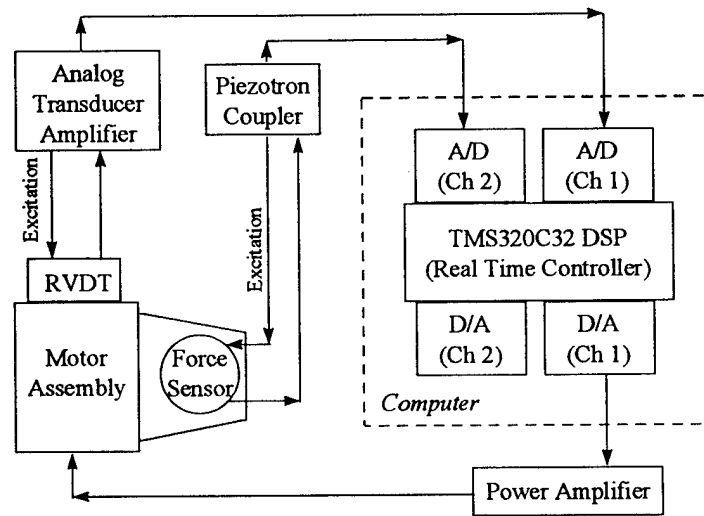 Analog
Transducer
Amplifier
Piezotron
Coupler
Excitation
Excitation
A/D
(Ch 2)
A/D
(Ch 1)
TMS320C32 DSP
(Real Time Controller)
D/A
(Ch 2)
D/A
(Ch 1)
Computer
RVDT
Motor
Assembly
Force
Sensor
Power Amplifier